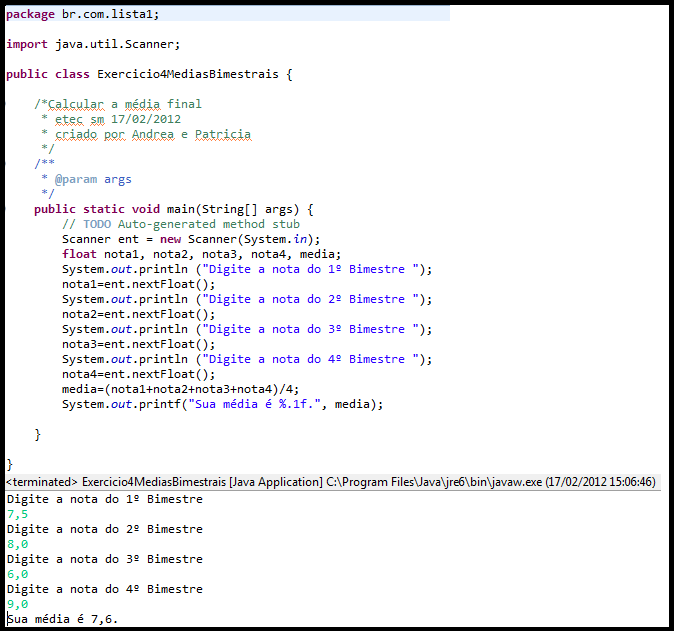 package br.com.lista1;
import java.util.Scanner;
public class Exercicio4MediasBimestrais {
/*Calcular a média final
* etec sm 17/02/2012
* criado por Andrea e Patricia
*/
/**
* @param args
*/
public static void main(String[] args) {
// TODO Auto-generated method stub
Scanner ent = new Scanner(System.in);
float nota1, nota2, nota3, nota4, media;
System.out.println ("Digite a nota do 1º Bimestre ");
nota1=ent.nextFloat();
System.out.println ("Digite a nota do 2º Bimestre ");
nota2=ent.nextFloat();
System.out.println ("Digite a nota do 3º Bimestre ");
nota3=ent.nextFloat();
System.out.println ("Digite a nota do 4º Bimestre ");
nota4=ent.nextFloat();
media=(nota1+nota2+nota3+nota4)/4;
System.out.printf("Sua média é %.1f.", media);
}
}
<terminated> Exercicio4MediasBimestrais [Java Application] C:\Program Files\Java\jre6\bin\javaw.exe (17/02/2012 15:06:46)
Digite a nota do 1º Bimestre
7,5
Digite a nota do 2º Bimestre
8,0
Digite a nota do 3º Bimestre
6,0
Digite a nota do 4º Bimestre
9,0
Sua média é 7,6.